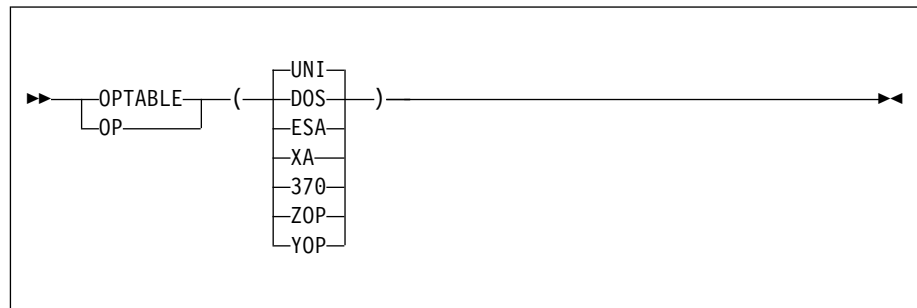 UNI
OPTABLE ( DOS )
OP ESA
XA
370
ZOP
YOP